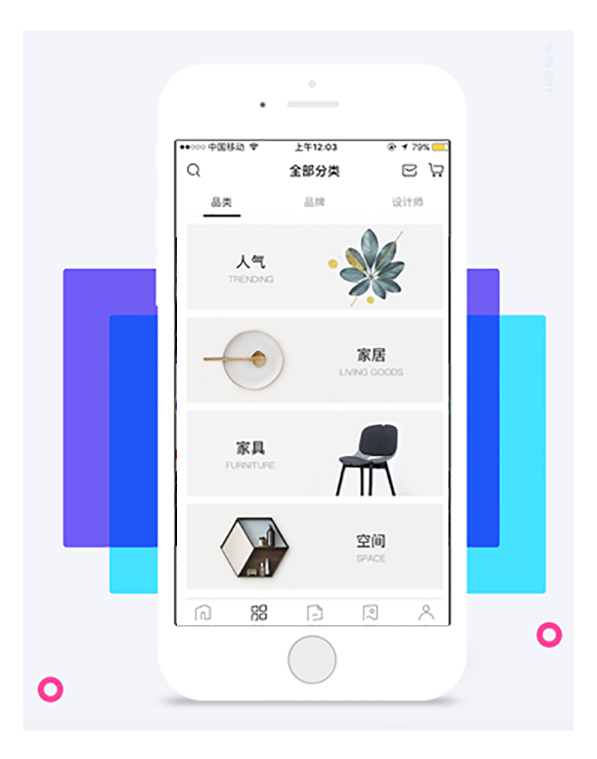 中国移动 上午12:03 79%
全部分类
品类 品牌 设计师
人气
TRENDING
家居
LIVING GOODS
家具
FURNITURE
空间
SPACE